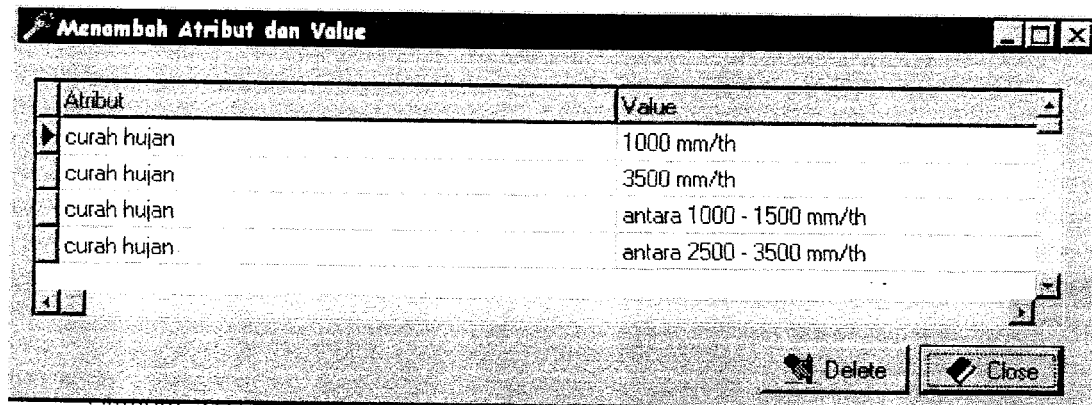 Menambah Atribut dan Value
Atribut Value
curah hujan 1000 mm/th
curah hujan 3500 mm/th
curah hujan antara 1000 - 1500 mm/th
curah hujan antara 2500 - 3500 mm/th
Delete Close